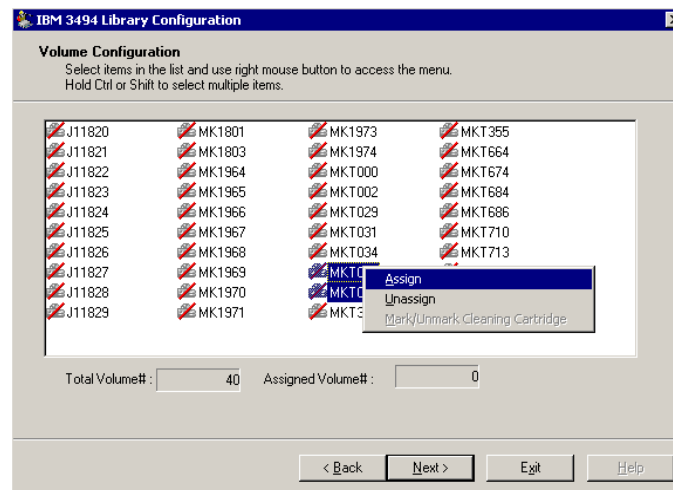 IBM 3494 Library Configuration
Volume Configuration
Select items in the list and use right mouse button to access the menu.
Hold Ctrl or Shift to select multiple items.
J11820 MK1801 MK1973 MKT355
J11821 MK1803 MK1974 MKT664
J11822 MK1964 MKT000 MKT674
J11823 MK1965 MKT002 MKT684
J11824 MK1966 MKT029 MKT686
J11825 MK1967 MKT031 MKT710
J11826 MK1968 MKT034 MKT713
J11827 MK1969
J11828 MK1970
J11829 MK1971
Assign
Unassign
Mark/Unmark Cleaning Cartridge
Total Volume# : 40 Assigned Volume# : 0
< Back Next > Exit Help